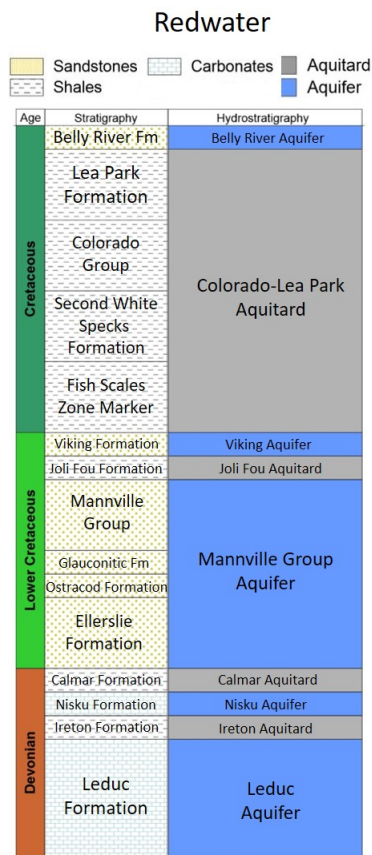 Redwater
Sandstones
Carbonates
Aquitard
Shales
Aquifer
Age
Stratigraphy
Hydrostratigraphy
Cretaceous
Belly River Fm
Belly River Aquifer
Lea Park
Formation
Colorado
Group
Second White
Specks
Formation
Fish Scales
Zone Marker
Colorado-Lea Park
Aquitard
Lower Cretaceous
Viking Formation
Viking Aquifer
Joli Fou Formation
Joli Fou Aquitard
Mannville
Group
Glauconitic Fm
Ostracod Formation
Ellerslie
Formation
Mannville Group
Aquifer
Devonian
Calmar Formation
Calmar Aquitard
Nisku Formation
Nisku Aquifer
Ireton Formation
Ireton Aquitard
Leduc
Formation
Leduc
Aquifer